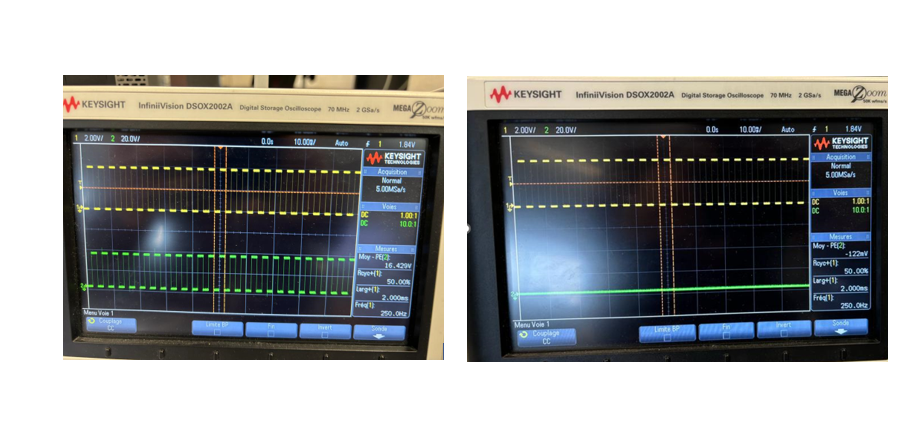 KEYSIGHT InfiniiVision DSOX2002A Digital Storage Oscilloscope 70 MHz 2 GSa/s MEGA Zoom
1 2.00V/ 2 20.0V/ 0.0s 10.00ms/ Auto 1 1.84V
KEYSIGHT
TECHNOLOGIES
Acquisition
Normal
5.00MSa/s
Voies
DC 1.00:1
DC 10.0:1
Mesures
Moy - PE(2):
16.429V
Rcyc+(1):
50.00%
Larg+(1):
2.000ms
Fréq(1):
250.0Hz
Menu Voie 1
Couplage
CC
Limite BP
Fin
Invert
Sonde
KEYSIGHT InfiniiVision DSOX2002A Digital Storage Oscilloscope 70 MHz 2 GSa/s MEGA Zoom
1 2.00V/ 2 20.0V/ 0.0s 10.00ms/ Auto 1 1.84V
KEYSIGHT
TECHNOLOGIES
Acquisition
Normal
5.00MSa/s
Voies
DC 1.00:1
DC 10.0:1
Mesures
Moy - PE(2):
-122mV
Rcyc+(1):
50.00%
Larg+(1):
2.000ms
Fréq(1):
250.0Hz
Menu Voie 1
Couplage
CC
Limite BP
Fin
Invert
Sonde